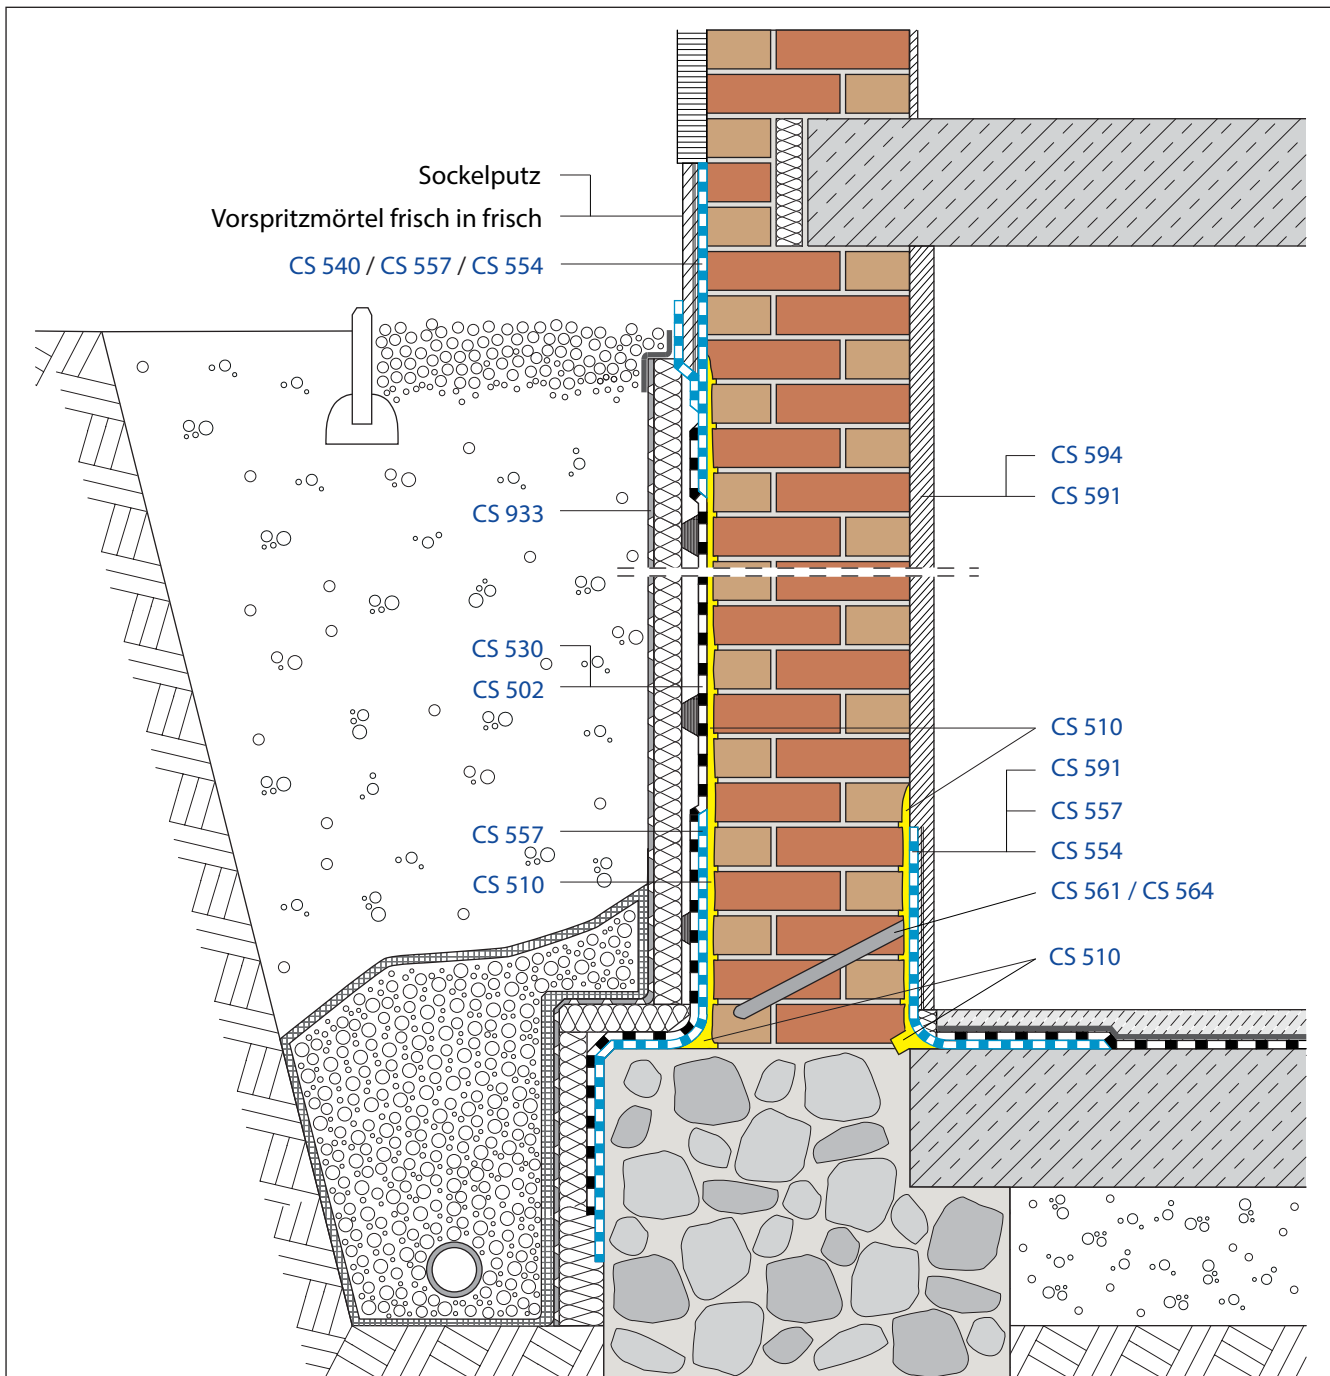 Sockelputz
Vorspritzmörtel frisch in frisch
CS 540 / CS 557 / CS 554
CS 933
CS 530
CS 502
CS 557
CS 510
CS 594
CS 591
CS 510
CS 591
CS 557
CS 554
CS 561 / CS 564
CS 510